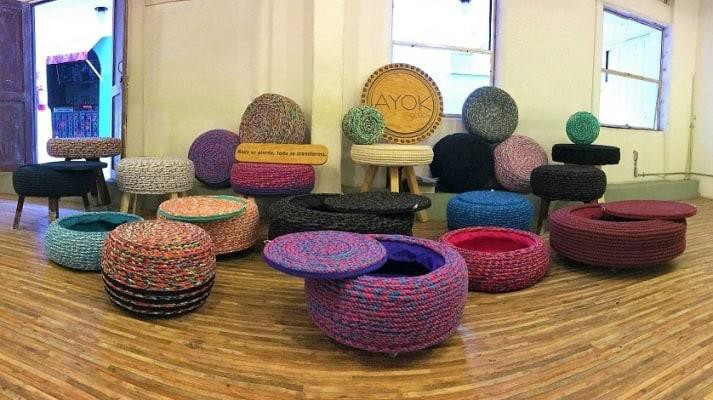 AYOK
Nada se pierde, todo se transforma.